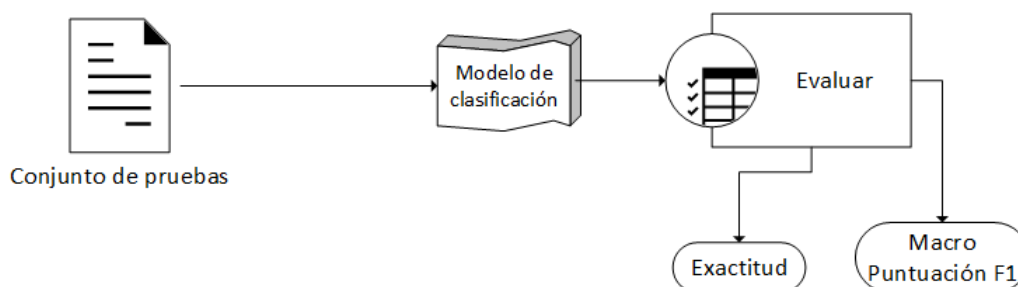 Conjunto de pruebas
Modelo de
clasificación
Evaluar
Exactitud
Macro
Puntuación F1